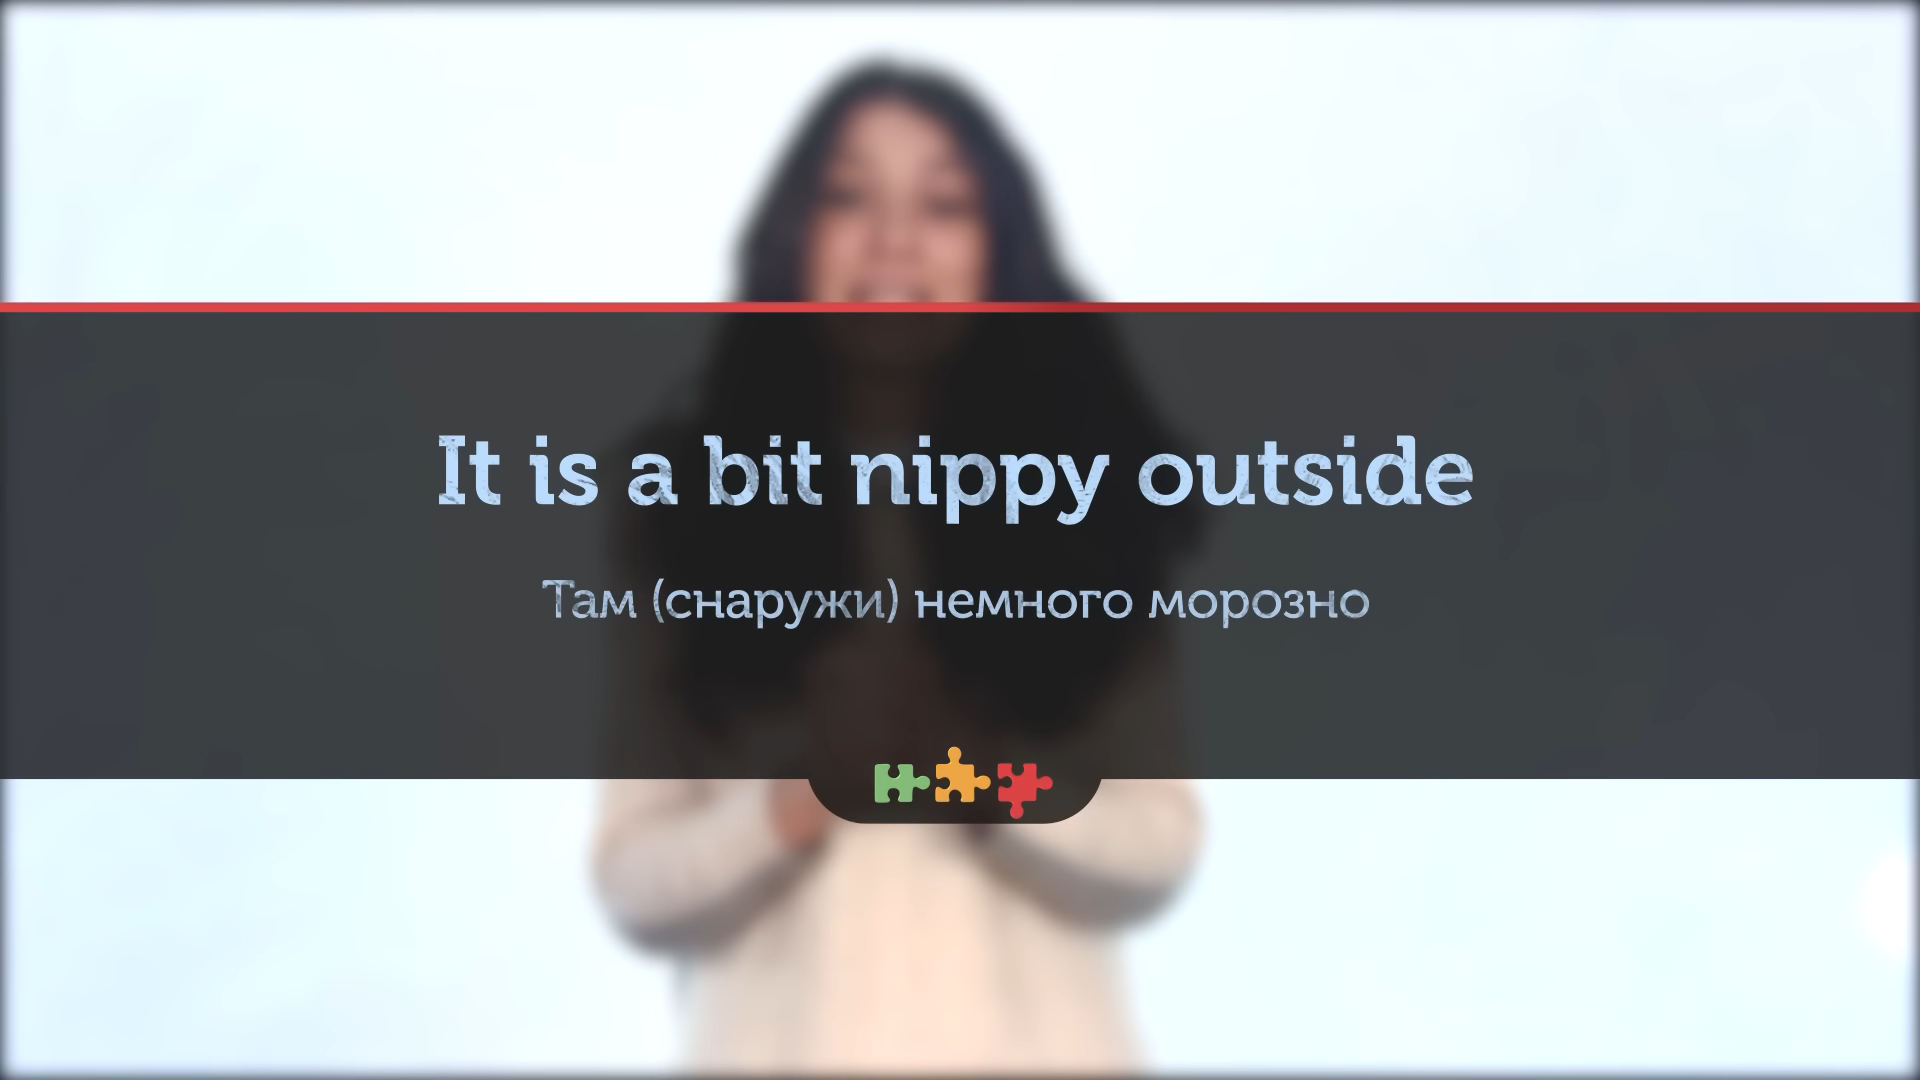 It is a bit nippy outside
Там (снаружи) немного морозно